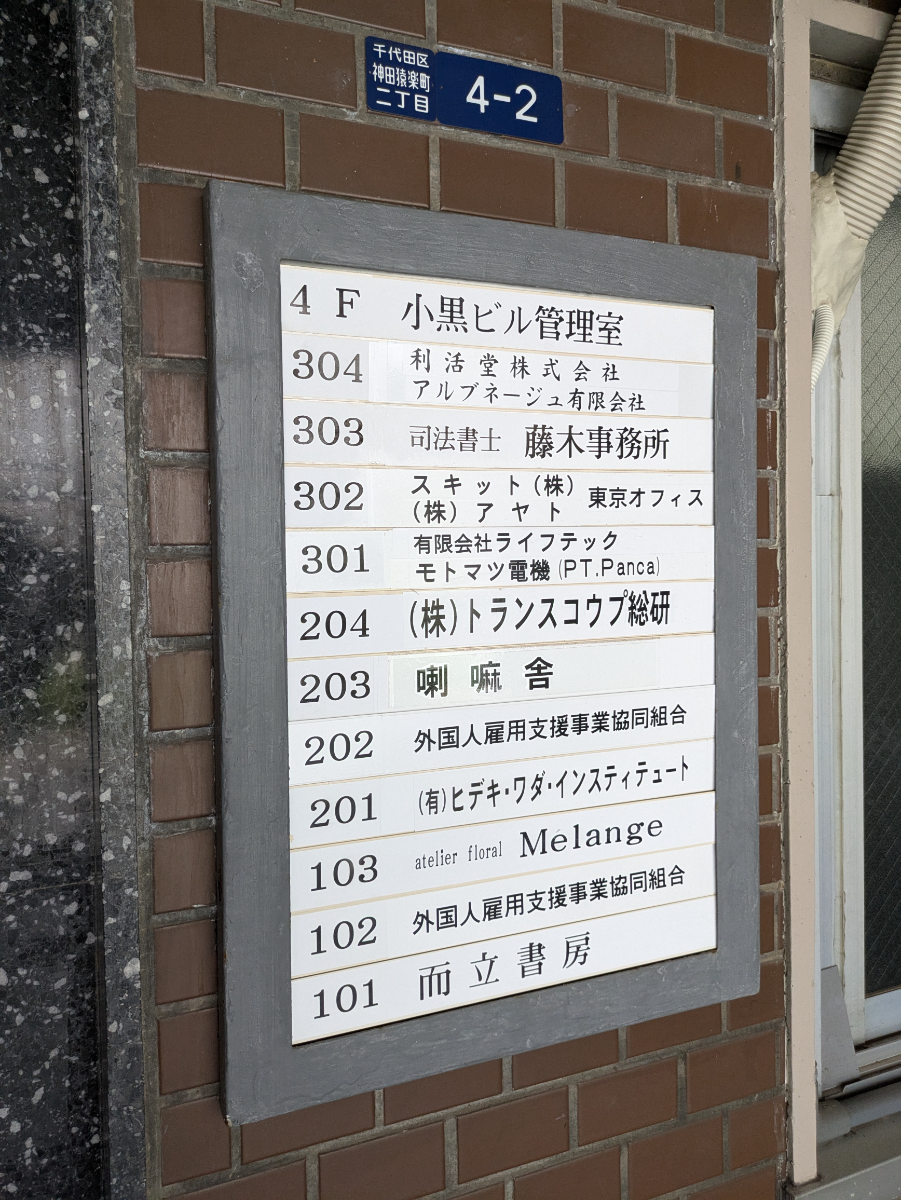 千代田区
神田猿楽町
二丁目
4-2
4 F 小黒ビル管理室
304 利活堂株式会社
アルブネージュ有限会社
303 司法書士 藤木事務所
302 スキット(株) 東京オフィス
(株)アヤト
301 有限会社ライフテック
モトマツ電機(PT.Panca)
204 (株)トランスコウプ総研
203 喇嘛舎
202 外国人雇用支援事業協同組合
201 (有)ヒデキ・ワダ・インスティテュート
103 atelier floral Melange
102 外国人雇用支援事業協同組合
101 而立書房